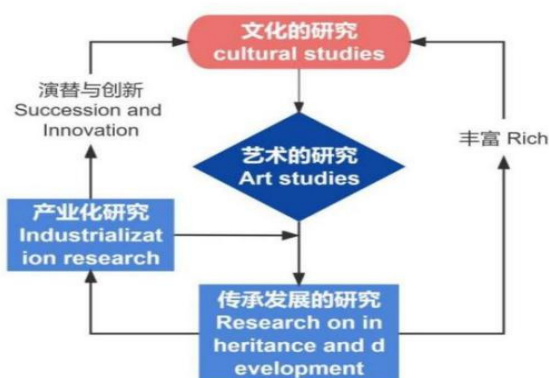 文化的研究
cultural studies
演替与创新
Succession and
Innovation
艺术的研究
Art studies
丰富 Rich
产业化研究
Industrializat
ion research
传承发展的研究
Research on in
heritance and d
evelopment